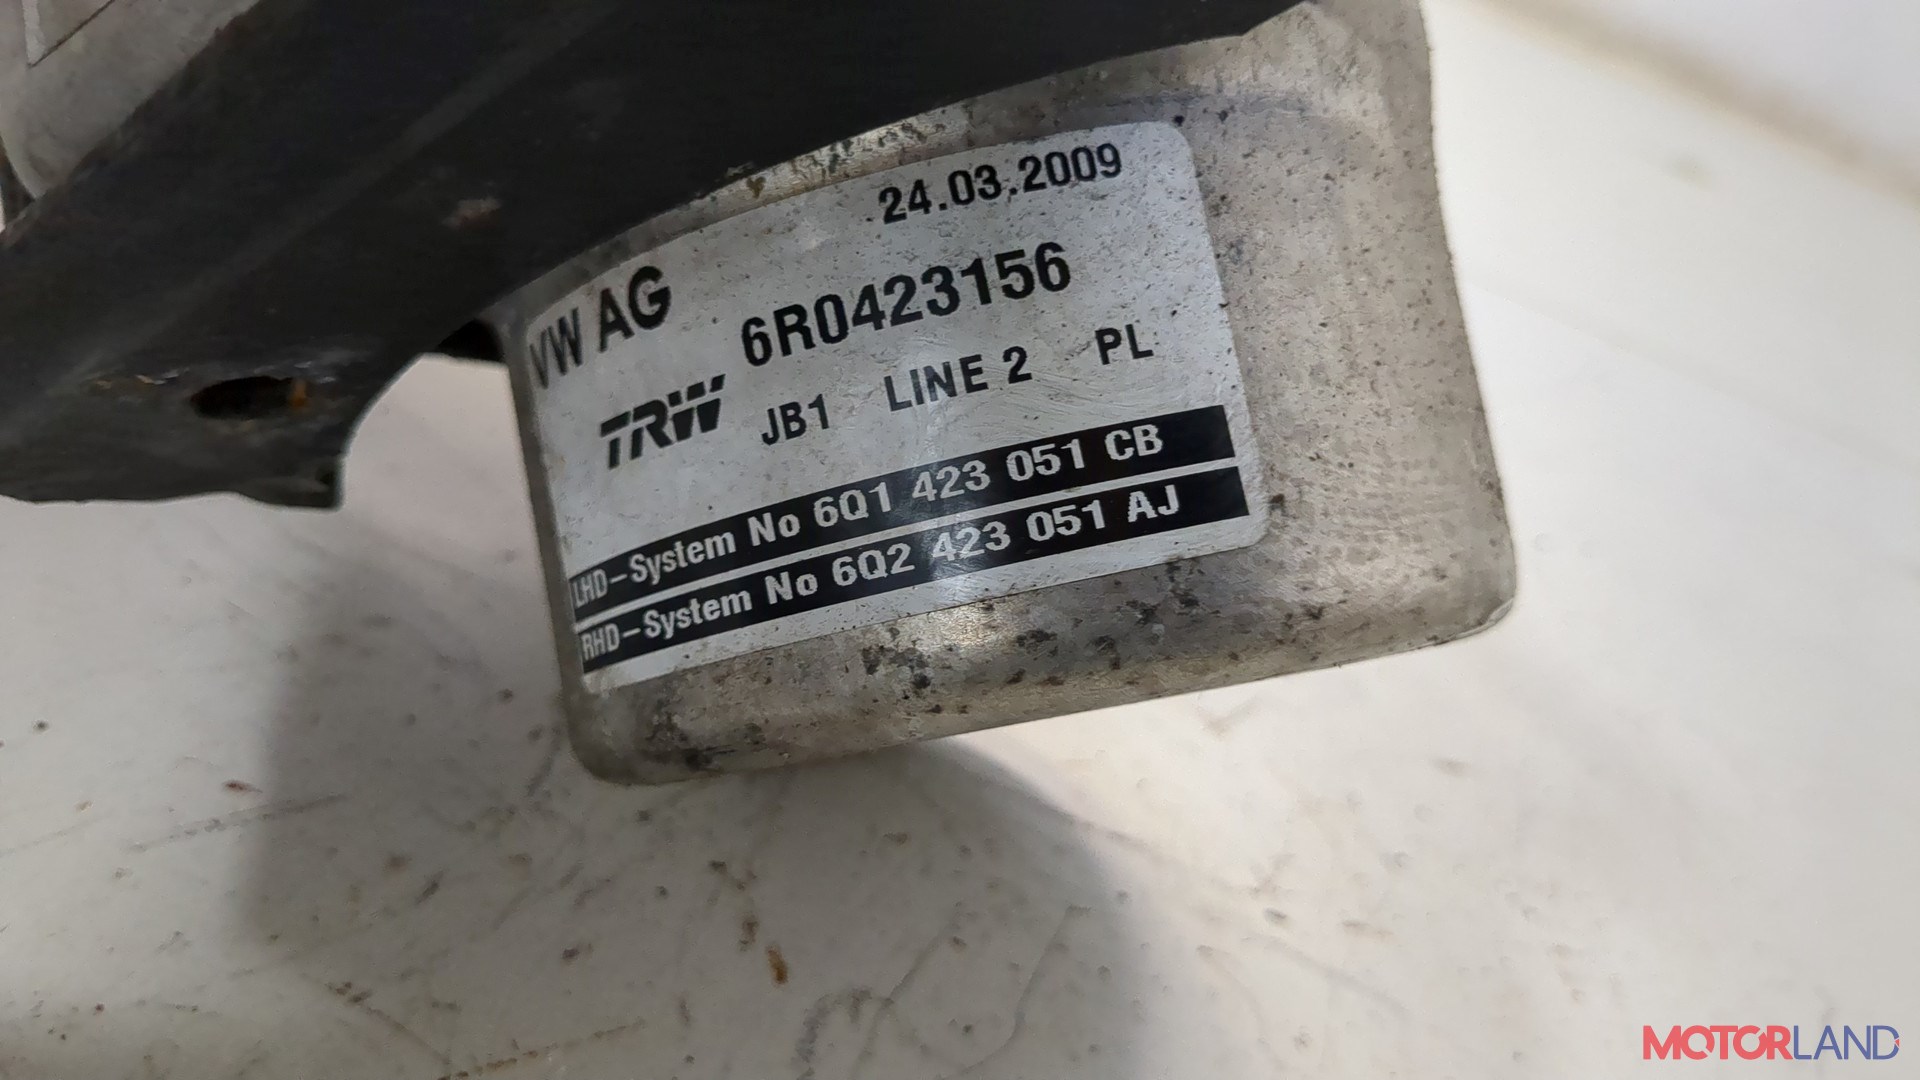 24.03.2009
VW AG 6R0423156
TRW JB1 LINE 2 PL
LHD-System No 6Q1 423 051 CB
RHD-System No 6Q2 423 051 AJ
MOTORLAND